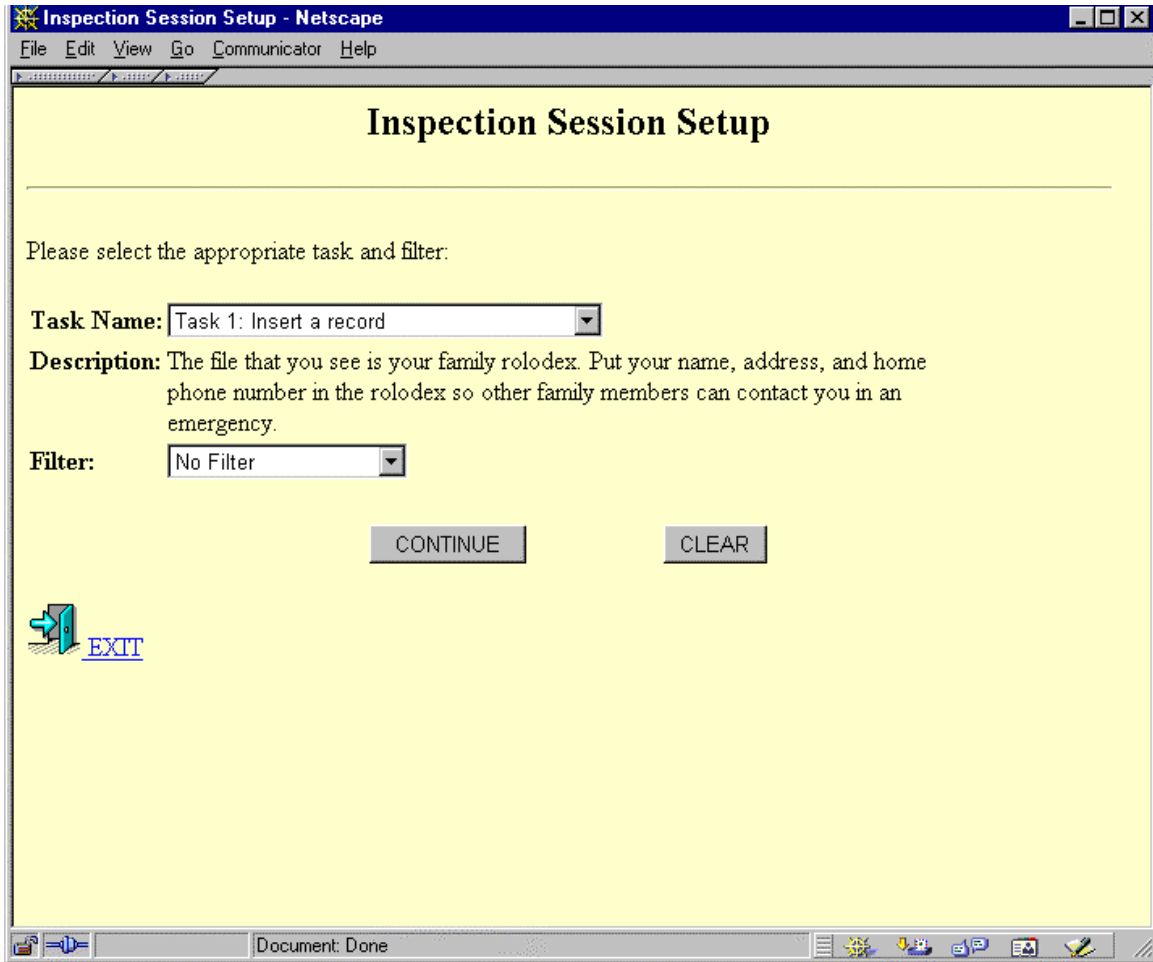 Inspection Session Setup - Netscape
File Edit View Go Communicator Help
Inspection Session Setup
Please select the appropriate task and filter:
Task Name: Task 1: Insert a record
Description: The file that you see is your family rolodex. Put your name, address, and home
phone number in the rolodex so other family members can contact you in an
emergency.
Filter: No Filter
CONTINUE CLEAR
EXIT
Document: Done